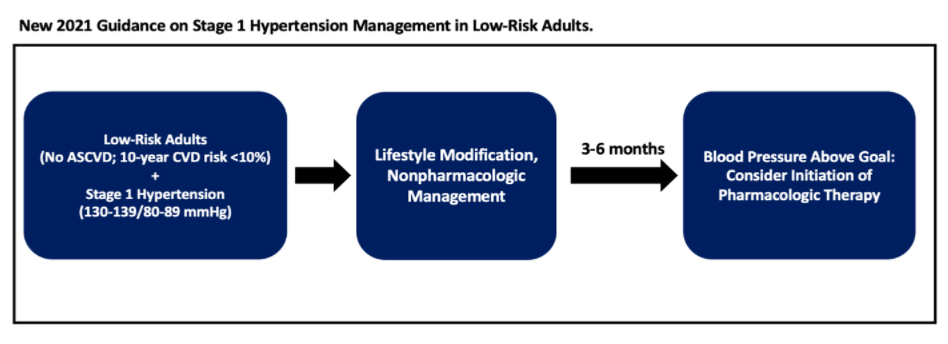 New 2021 Guidance on Stage 1 Hypertension Management in Low-Risk Adults.
Low-Risk Adults
(No ASCVD; 10-year CVD risk <10%)
+
Stage 1 Hypertension
(130-139/80-89 mmHg)
Lifestyle Modification,
Nonpharmacologic
Management
3-6 months
Blood Pressure Above Goal:
Consider Initiation of
Pharmacologic Therapy